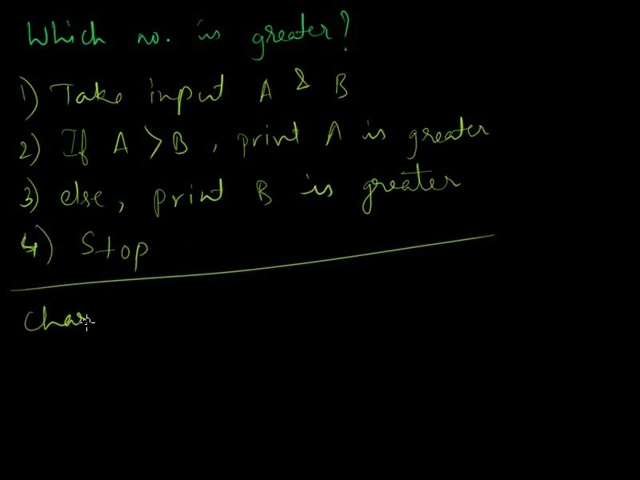 Which no. is greater?
1) Take input A & B
2) If A > B, print A is greater
3) else, print B is greater
4) Stop
Char